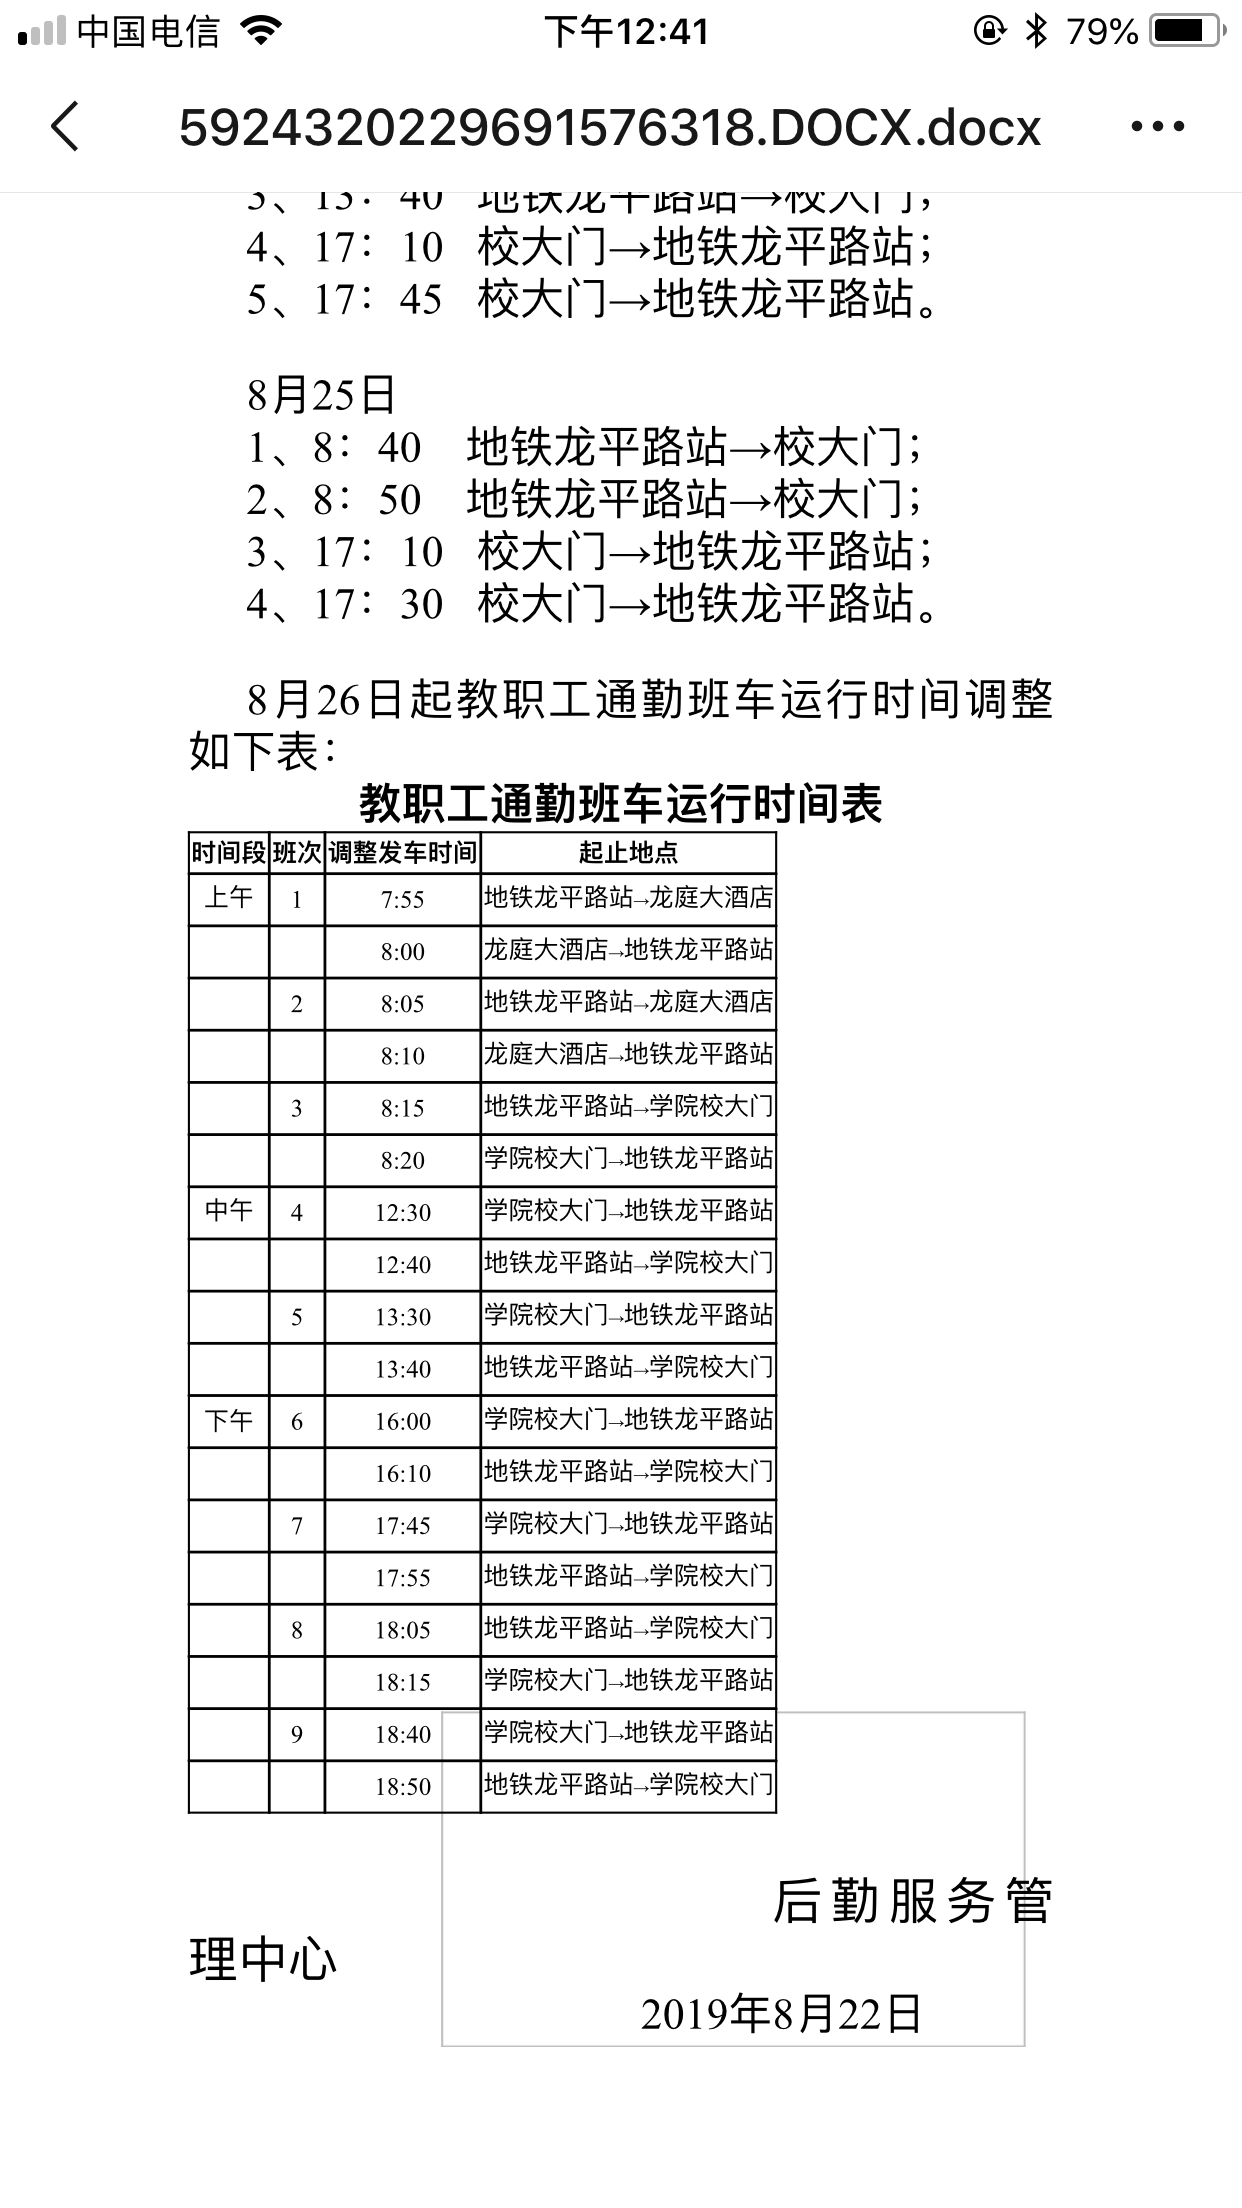 中国电信 下午12:41 79%
5924320229691576318.DOCX.docx
3、13：40 地铁龙平路站→校大门；
4、17：10 校大门→地铁龙平路站；
5、17：45 校大门→地铁龙平路站。
8月25日
1、8：40 地铁龙平路站→校大门；
2、8：50 地铁龙平路站→校大门；
3、17：10 校大门→地铁龙平路站；
4、17：30 校大门→地铁龙平路站。
8月26日起教职工通勤班车运行时间调整
如下表：
教职工通勤班车运行时间表
时间段 班次 调整发车时间 起止地点
上午 1 7:55 地铁龙平路站→龙庭大酒店
8:00 龙庭大酒店→地铁龙平路站
2 8:05 地铁龙平路站→龙庭大酒店
8:10 龙庭大酒店→地铁龙平路站
3 8:15 地铁龙平路站→学院校大门
8:20 学院校大门→地铁龙平路站
中午 4 12:30 学院校大门→地铁龙平路站
12:40 地铁龙平路站→学院校大门
5 13:30 学院校大门→地铁龙平路站
13:40 地铁龙平路站→学院校大门
下午 6 16:00 学院校大门→地铁龙平路站
16:10 地铁龙平路站→学院校大门
7 17:45 学院校大门→地铁龙平路站
17:55 地铁龙平路站→学院校大门
8 18:05 地铁龙平路站→学院校大门
18:15 学院校大门→地铁龙平路站
9 18:40 学院校大门→地铁龙平路站
18:50 地铁龙平路站→学院校大门
后勤服务管
理中心
2019年8月22日